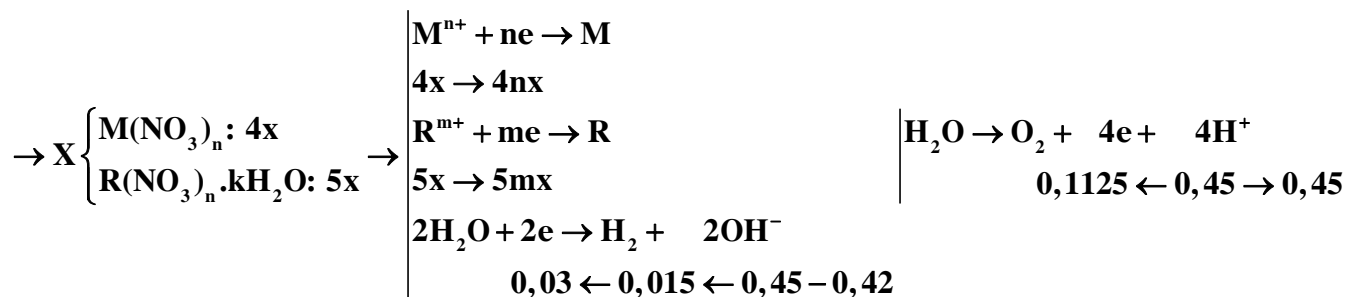 → X { M(NO₃)ₙ: 4x
R(NO₃)ₙ.kH₂O: 5x →
Mⁿ⁺ + ne → M
4x → 4nx
Rᵐ⁺ + me → R
5x → 5mx
2H₂O + 2e → H₂ + 2OH⁻
0,03 ← 0,015 ← 0,45 − 0,42
H₂O → O₂ + 4e + 4H⁺
0,1125 ← 0,45 → 0,45